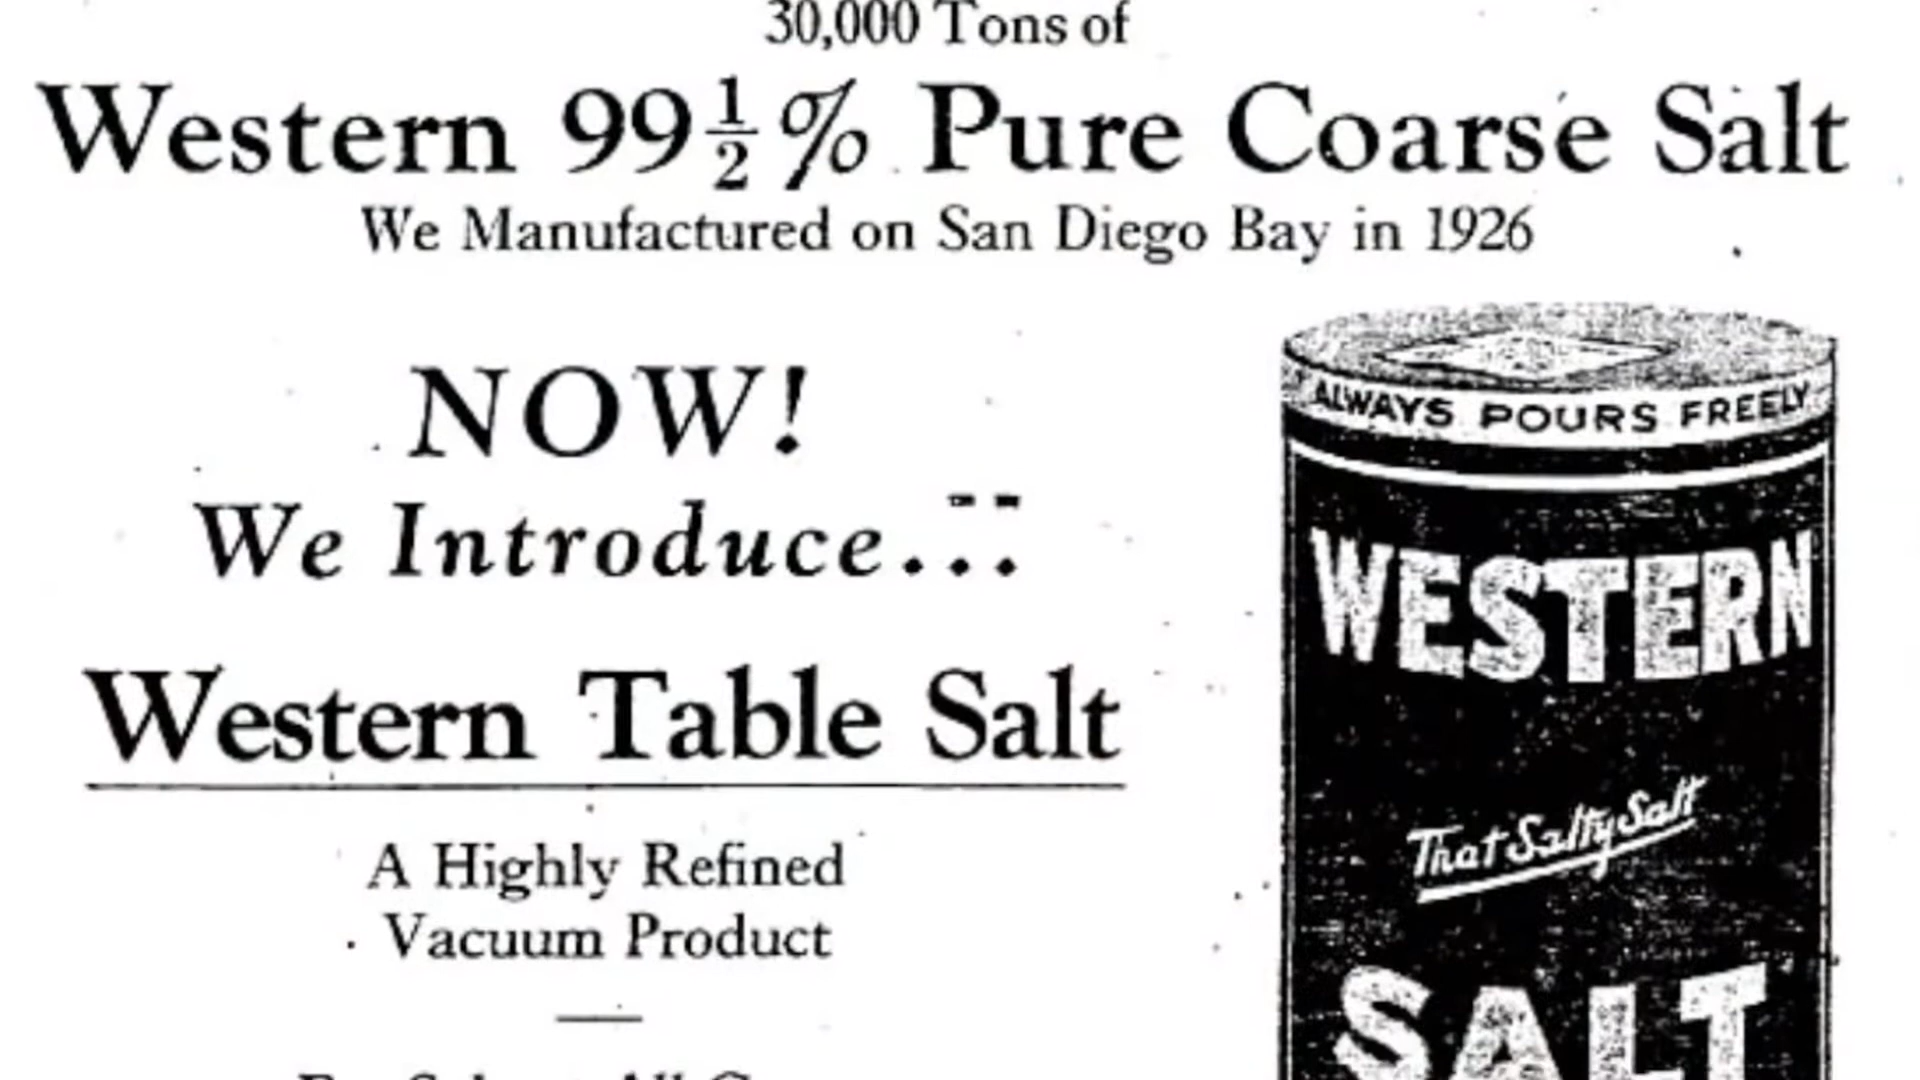 30,000 Tons of
Western 99½% Pure Coarse Salt
We Manufactured on San Diego Bay in 1926
NOW!
We Introduce...
Western Table Salt
A Highly Refined
Vacuum Product
ALWAYS POURS FREELY
WESTERN
That Salty Salt
SALT